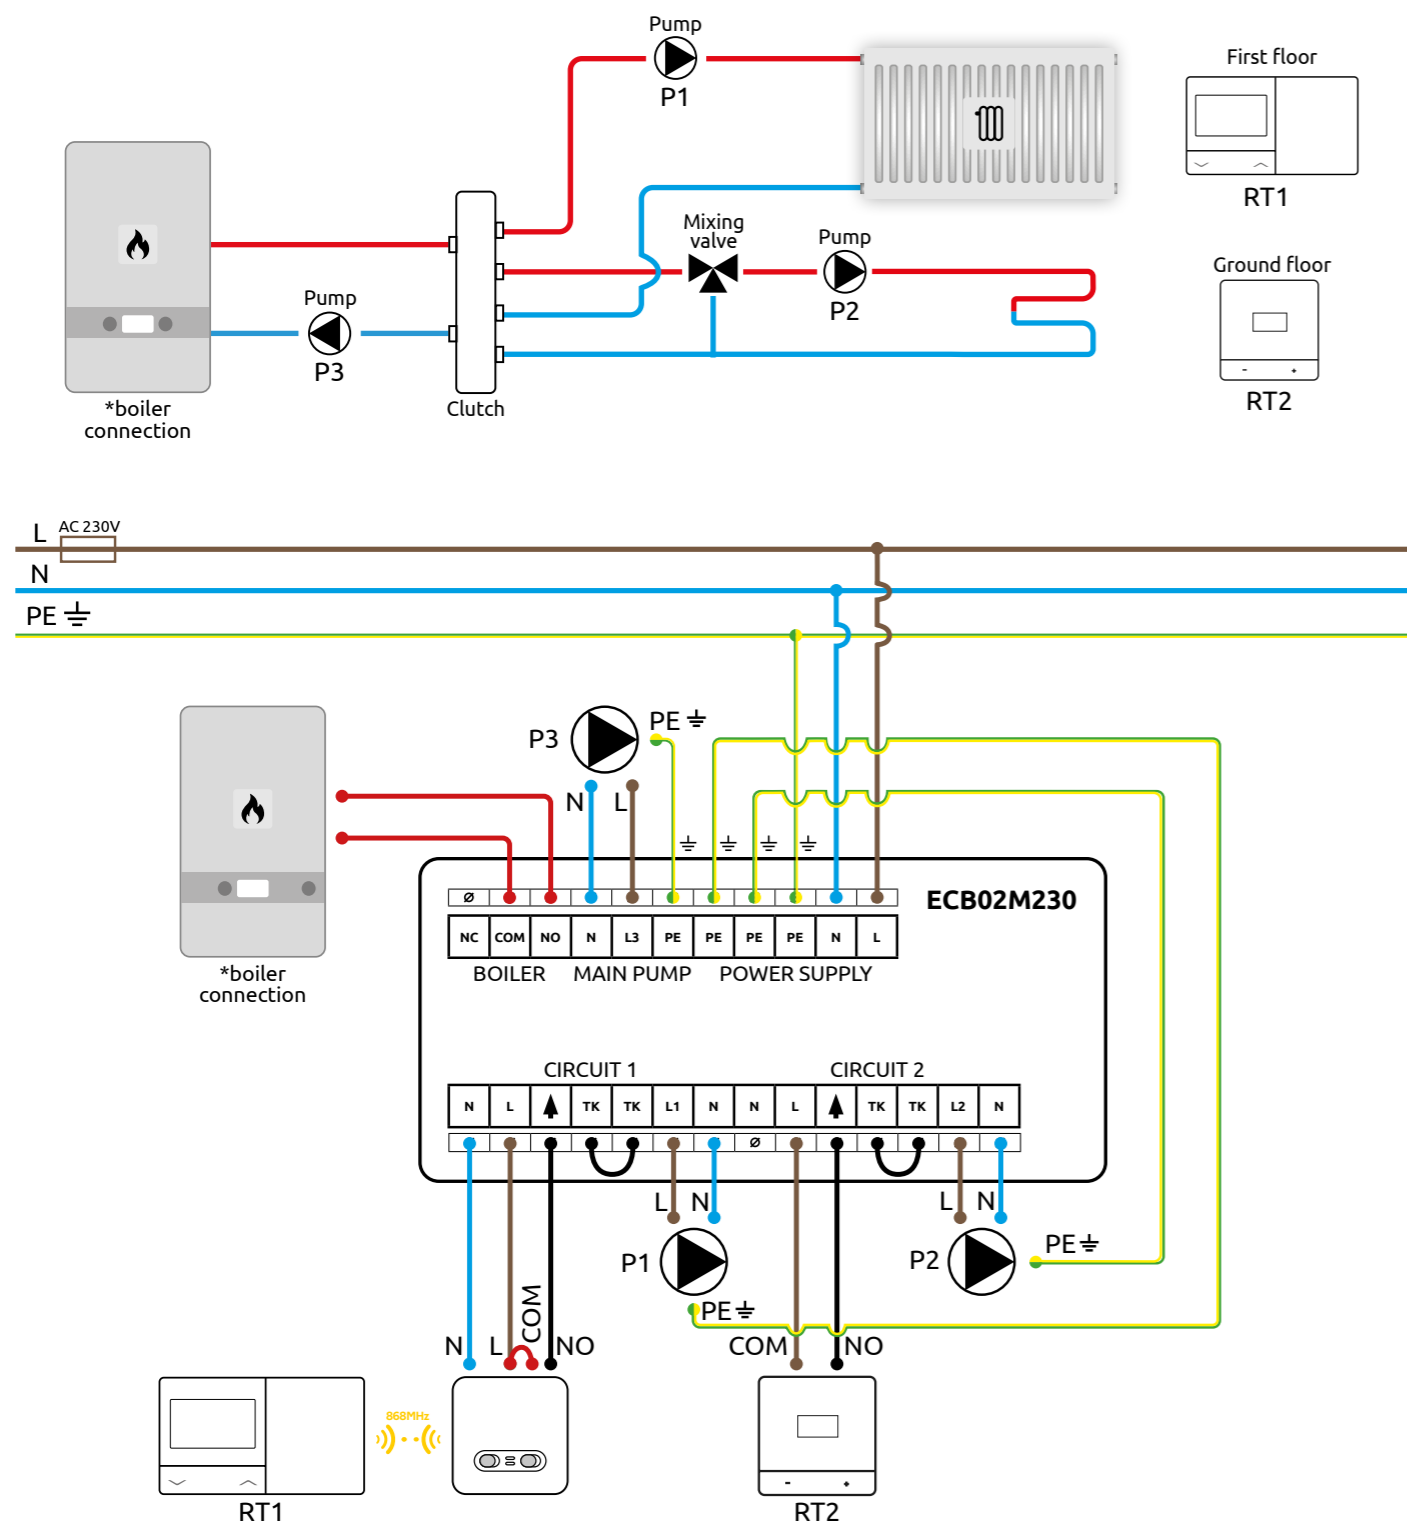 Pump
P1
First floor
RT1
Mixing
valve
Pump
P2
Ground floor
- +
RT2
Pump
P3
*boiler
connection
Clutch
L AC 230V
N
PE
P3 PE
N L
*boiler
connection
ECB02M230
Ø
NC COM NO N L3 PE PE PE PE N L
BOILER MAIN PUMP POWER SUPPLY
CIRCUIT 1 CIRCUIT 2
N L TK TK L1 N N L TK TK L2 N
Ø
L N L N
P1 P2 PE
PE
N L COM NO COM NO
868MHz
- +
RT1 RT2